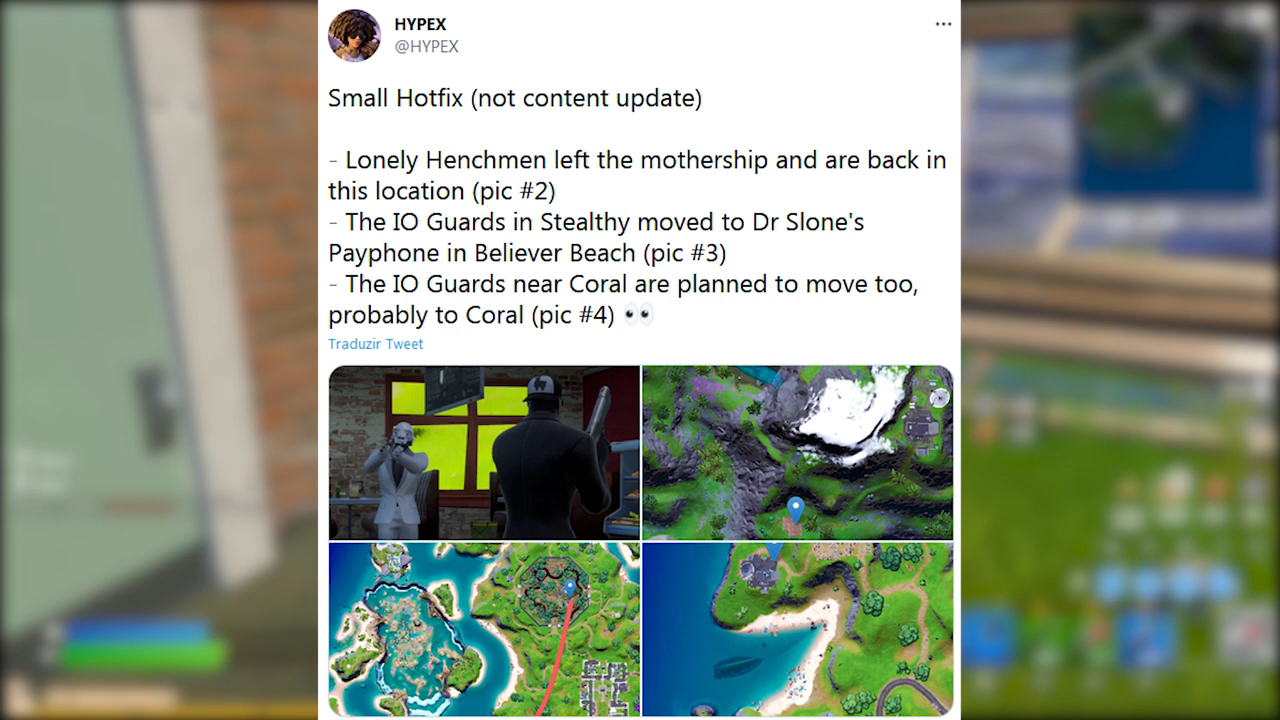 HYPEX
@HYPEX
Small Hotfix (not content update)
- Lonely Henchmen left the mothership and are back in
this location (pic #2)
- The IO Guards in Stealthy moved to Dr Slone's
Payphone in Believer Beach (pic #3)
- The IO Guards near Coral are planned to move too,
probably to Coral (pic #4) 👀
Traduzir Tweet